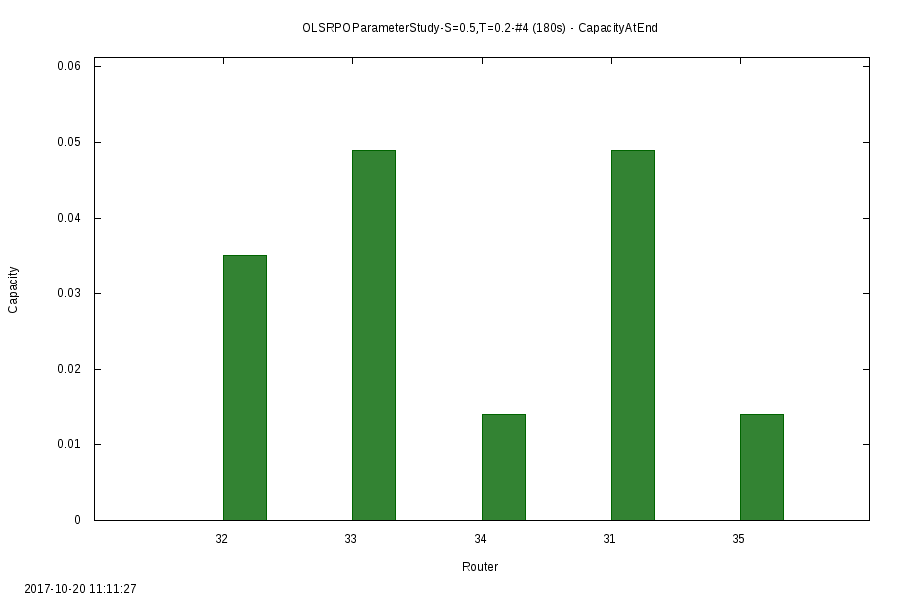 OLSRPOParameterStudy-S=0.5,T=0.2-#4 (180s) - CapacityAtEnd
0.06
0.05
0.04
0.03
0.02
0.01
0
Capacity
32 33 34 31 35
Router
2017-10-20 11:11:27